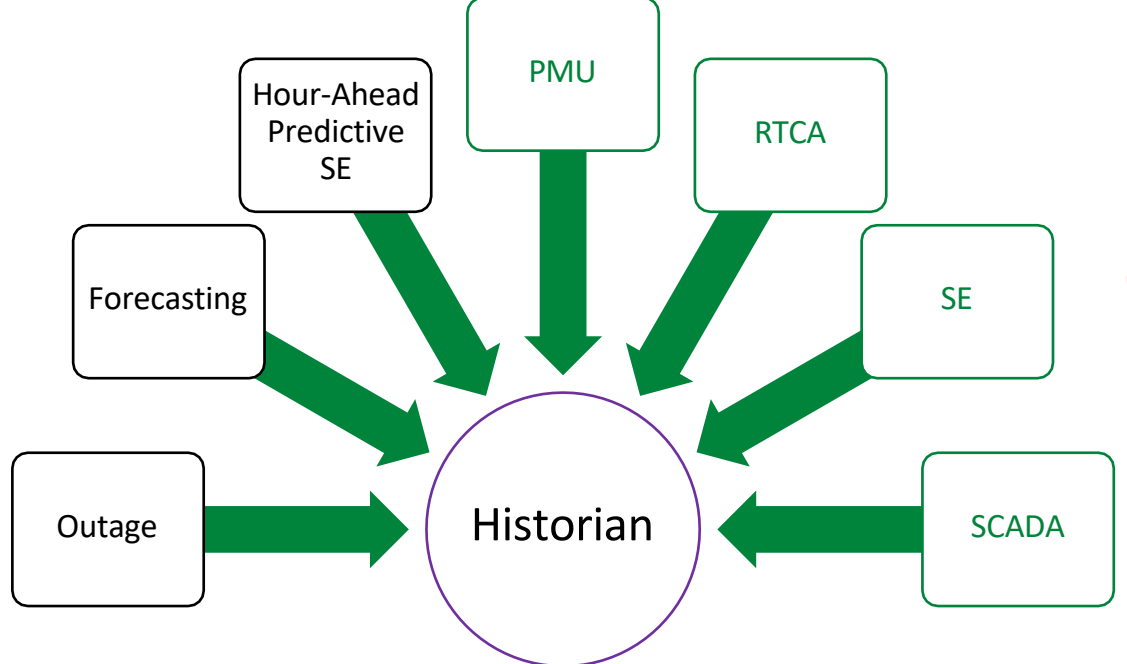 PMU
Hour-Ahead
Predictive
SE
RTCA
Forecasting
SE
Outage
Historian
SCADA